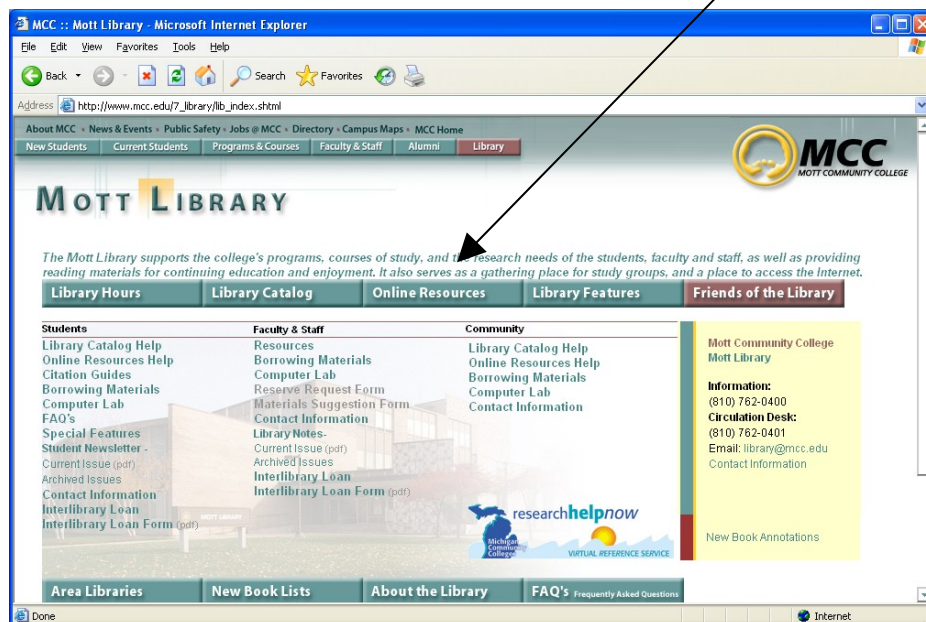 MCC :: Mott Library - Microsoft Internet Explorer
File Edit View Favorites Tools Help
Back Search Favorites
Address http://www.mcc.edu/7_library/lib_index.shtml
About MCC • News & Events • Public Safety • Jobs @ MCC • Directory • Campus Maps • MCC Home
New Students Current Students Programs & Courses Faculty & Staff Alumni Library
MCC
MOTT COMMUNITY COLLEGE
MOTT LIBRARY
The Mott Library supports the college's programs, courses of study, and the research needs of the students, faculty and staff, as well as providing
reading materials for continuing education and enjoyment. It also serves as a gathering place for study groups, and a place to access the Internet.
Library Hours Library Catalog Online Resources Library Features Friends of the Library
Students
Library Catalog Help
Online Resources Help
Citation Guides
Borrowing Materials
Computer Lab
FAQ's
Special Features
Student Newsletter -
Current Issue (pdf)
Archived Issues
Contact Information
Interlibrary Loan
Interlibrary Loan Form (pdf)
Faculty & Staff
Resources
Borrowing Materials
Computer Lab
Reserve Request Form
Materials Suggestion Form
Contact Information
Library Notes-
Current Issue (pdf)
Archived Issues
Interlibrary Loan
Interlibrary Loan Form (pdf)
Community
Library Catalog Help
Online Resources Help
Borrowing Materials
Computer Lab
Contact Information
MOTT LIBRARY
Michigan
Community
Colleges
researchhelpnow
VIRTUAL REFERENCE SERVICE
Mott Community College
Mott Library
Information:
(810) 762-0400
Circulation Desk:
(810) 762-0401
Email: library@mcc.edu
Contact Information
New Book Annotations
Area Libraries New Book Lists About the Library FAQ's Frequently Asked Questions
Done Internet